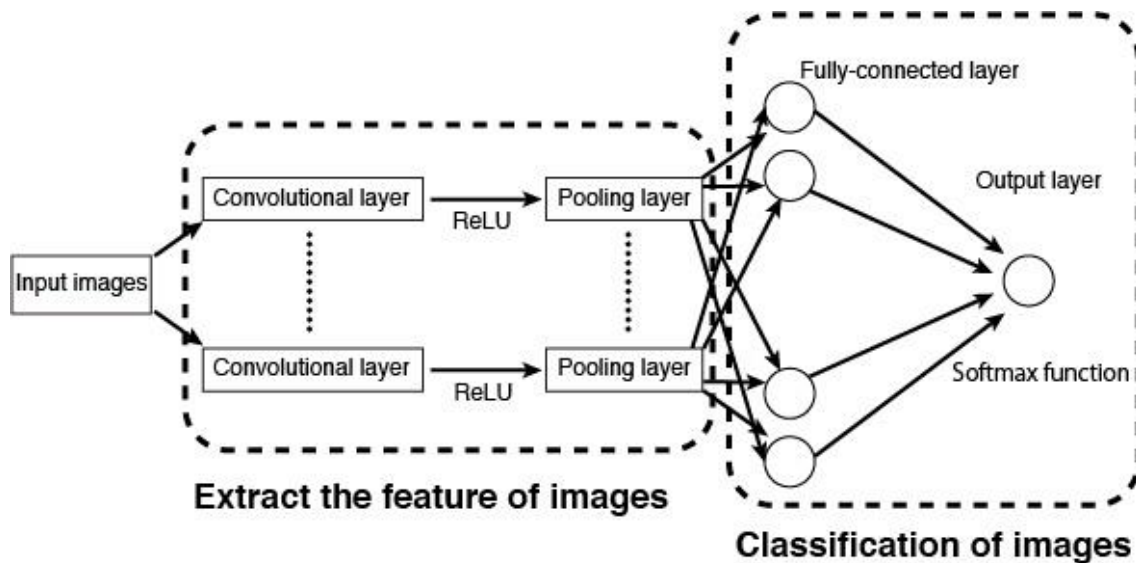 Fully-connected layer
Convolutional layer
ReLU
Pooling layer
Output layer
Input images
Convolutional layer
ReLU
Pooling layer
Softmax function
Extract the feature of images
Classification of images